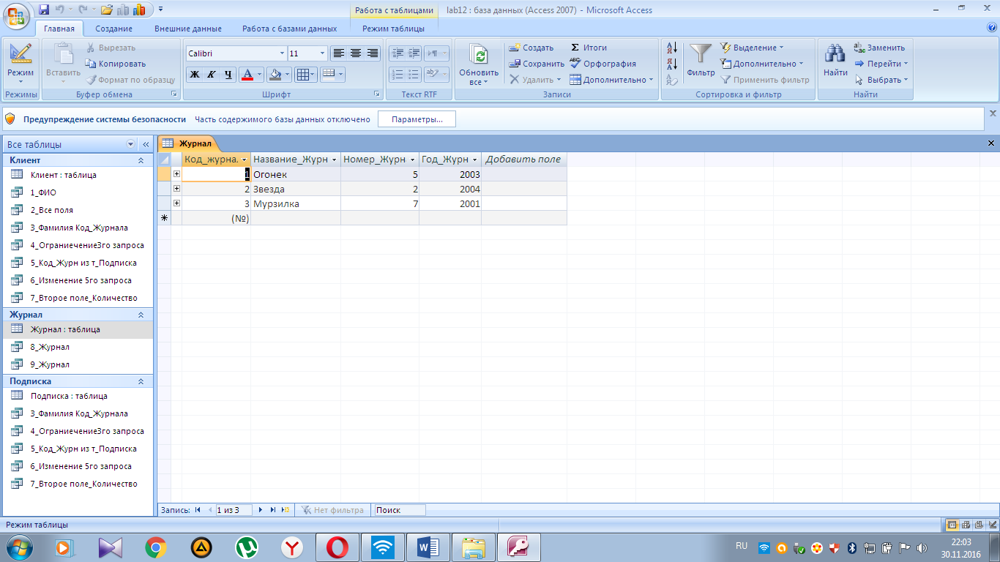 Работа с таблицами
lab12 : база данных (Access 2007) - Microsoft Access
Главная Создание Внешние данные Работа с базами данных Режим таблицы
Режим
Режимы
Вставить
Вырезать
Копировать
Формат по образцу
Буфер обмена
Calibri 11
Ж К Ч А
Шрифт
Текст RTF
Обновить
все
Создать
Сохранить
Удалить
Итоги
Орфография
Дополнительно
Записи
Фильтр
Выделение
Дополнительно
Применить фильтр
Сортировка и фильтр
Найти
Заменить
Перейти
Выбрать
Найти
Предупреждение системы безопасности Часть содержимого базы данных отключено Параметры...
Все таблицы
Клиент
Клиент : таблица
1_ФИО
2_Все поля
3_Фамилия Код_Журнала
4_Ограниечение3го запроса
5_Код_Журн из т_Подписка
6_Изменение 5го запроса
7_Второе поле_Количество
Журнал
Журнал : таблица
8_Журнал
9_Журнал
Подписка
Подписка : таблица
3_Фамилия Код_Журнала
4_Ограниечение3го запроса
5_Код_Журн из т_Подписка
6_Изменение 5го запроса
7_Второе поле_Количество
Журнал
Код_журна. Название_Журн Номер_Журн Год_Журн Добавить поле
1 Огонек 5 2003
2 Звезда 2 2004
3 Мурзилка 7 2001
(№)
Запись: 1 из 3 Нет фильтра Поиск
Режим таблицы
RU
22:03
30.11.2016